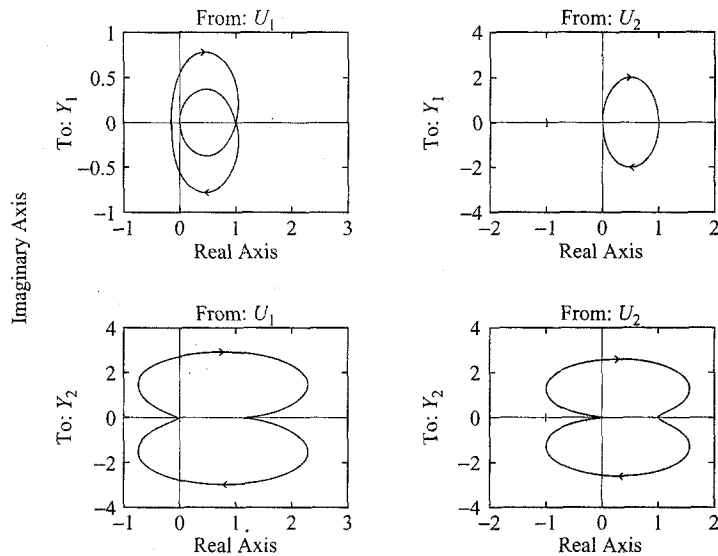 From: U₁
To: Y₁
1
0.5
0
−0.5
−1
−1 0 1 2 3
Real Axis
From: U₂
To: Y₁
4
2
0
−2
−4
−2 −1 0 1 2
Real Axis
Imaginary Axis
From: U₁
To: Y₂
4
2
0
−2
−4
−1 0 1 2 3
Real Axis
From: U₂
To: Y₂
4
2
0
−2
−4
−2 −1 0 1 2
Real Axis